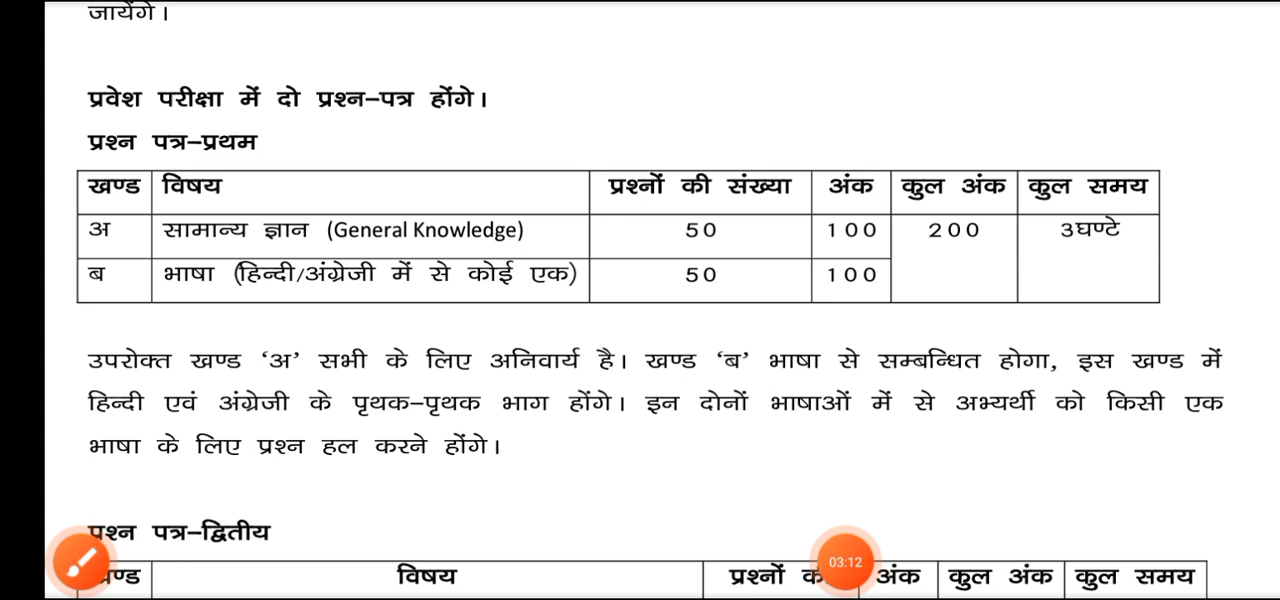 जायेंगे।
प्रवेश परीक्षा में दो प्रश्न–पत्र होंगे।
प्रश्न पत्र–प्रथम
खण्ड विषय प्रश्नों की संख्या अंक कुल अंक कुल समय
अ सामान्य ज्ञान (General Knowledge) 50 100 200 3घण्टे
ब भाषा (हिन्दी/अंग्रेजी में से कोई एक) 50 100
उपरोक्त खण्ड ‘अ’ सभी के लिए अनिवार्य है। खण्ड ‘ब’ भाषा से सम्बन्धित होगा, इस खण्ड में
हिन्दी एवं अंग्रेजी के पृथक–पृथक भाग होंगे। इन दोनों भाषाओं में से अभ्यर्थी को किसी एक
भाषा के लिए प्रश्न हल करने होंगे।
प्रश्न पत्र–द्वितीय
विषय प्रश्नों अंक कुल अंक कुल समय
03:12